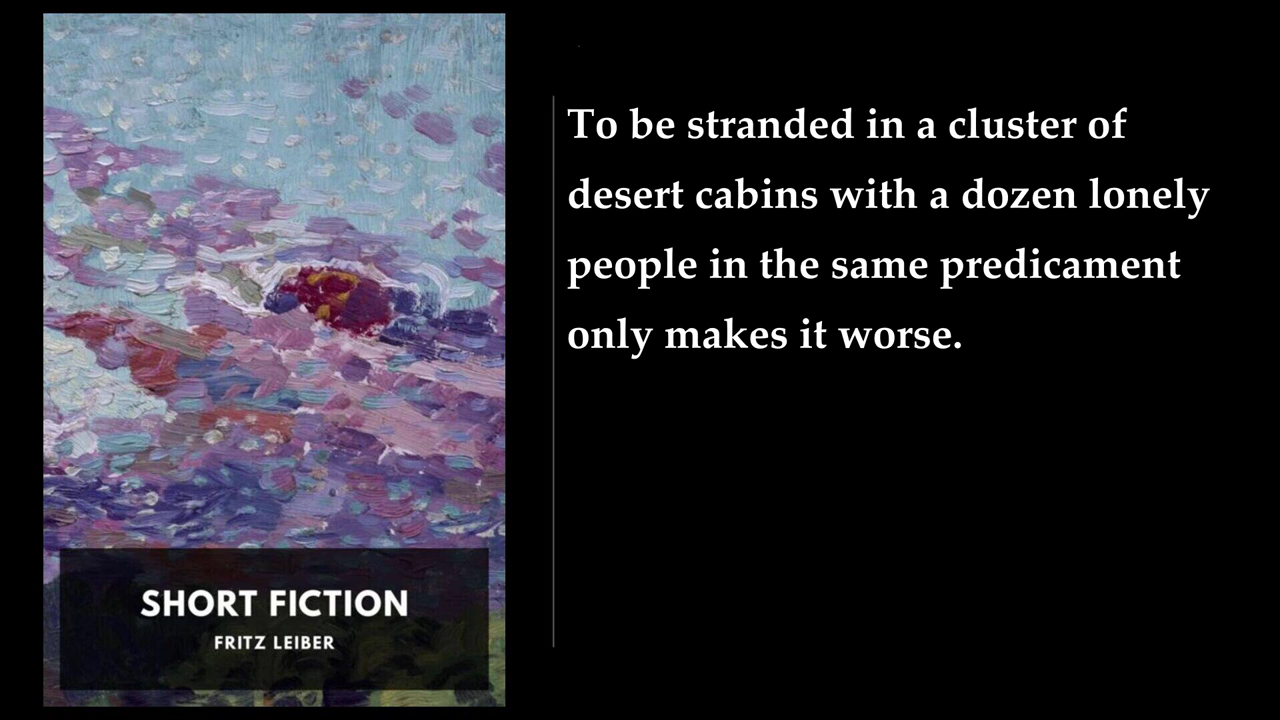 SHORT FICTION
FRITZ LEIBER
To be stranded in a cluster of
desert cabins with a dozen lonely
people in the same predicament
only makes it worse.